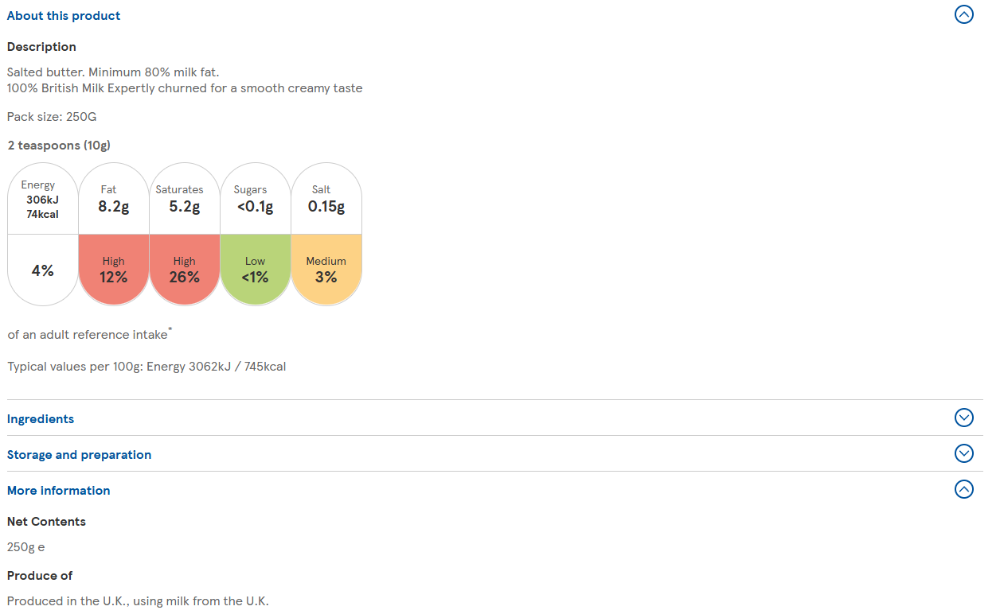 About this product
Description
Salted butter. Minimum 80% milk fat.
100% British Milk Expertly churned for a smooth creamy taste
Pack size: 250G
2 teaspoons (10g)
Energy
306kJ
74kcal
4%
Fat
8.2g
High
12%
Saturates
5.2g
High
26%
Sugars
<0.1g
Low
<1%
Salt
0.15g
Medium
3%
of an adult reference intake*
Typical values per 100g: Energy 3062kJ / 745kcal
Ingredients
Storage and preparation
More information
Net Contents
250g e
Produce of
Produced in the U.K., using milk from the U.K.